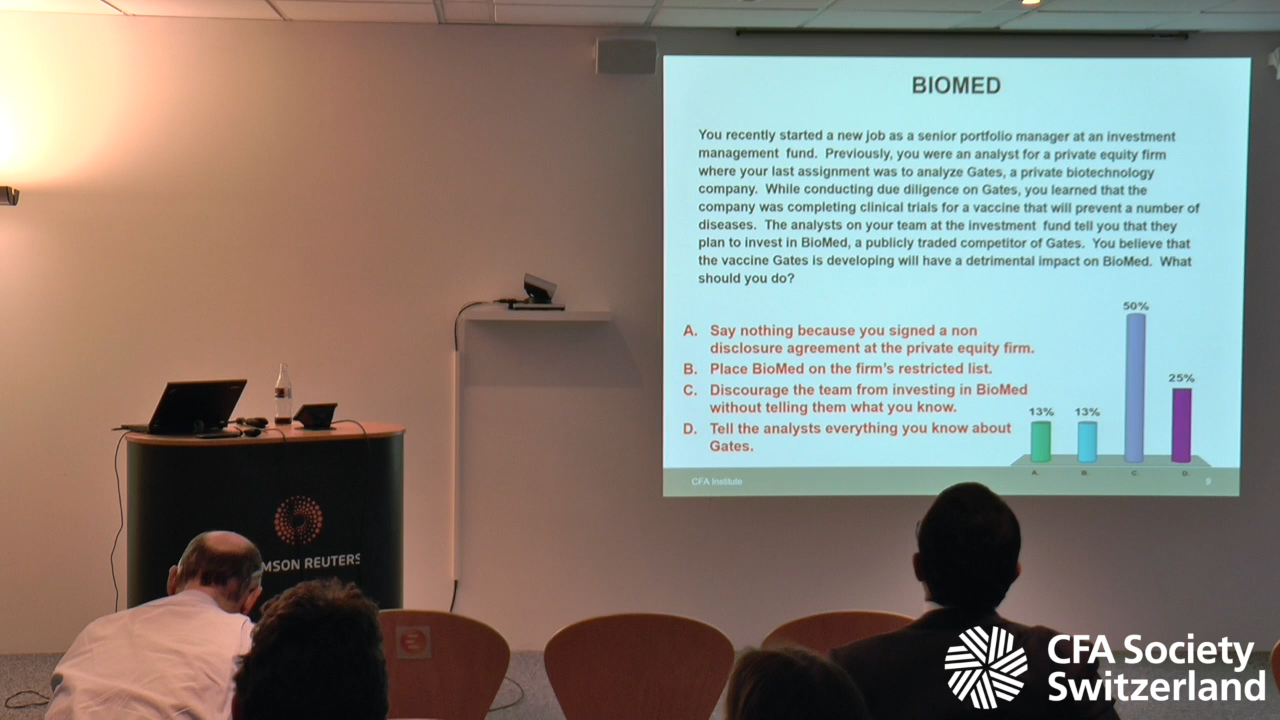 BIOMED
You recently started a new job as a senior portfolio manager at an investment
management fund. Previously, you were an analyst for a private equity firm
where your last assignment was to analyze Gates, a private biotechnology
company. While conducting due diligence on Gates, you learned that the
company was completing clinical trials for a vaccine that will prevent a number of
diseases. The analysts on your team at the investment fund tell you that they
plan to invest in BioMed, a publicly traded competitor of Gates. You believe that
the vaccine Gates is developing will have a detrimental impact on BioMed. What
should you do?
A. Say nothing because you signed a non
disclosure agreement at the private equity firm.
B. Place BioMed on the firm's restricted list.
C. Discourage the team from investing in BioMed
without telling them what you know.
D. Tell the analysts everything you know about
Gates.
13% 13% 50% 25%
A. B. C. D.
CFA Institute 9
MSON REUTERS
CFA Society
Switzerland